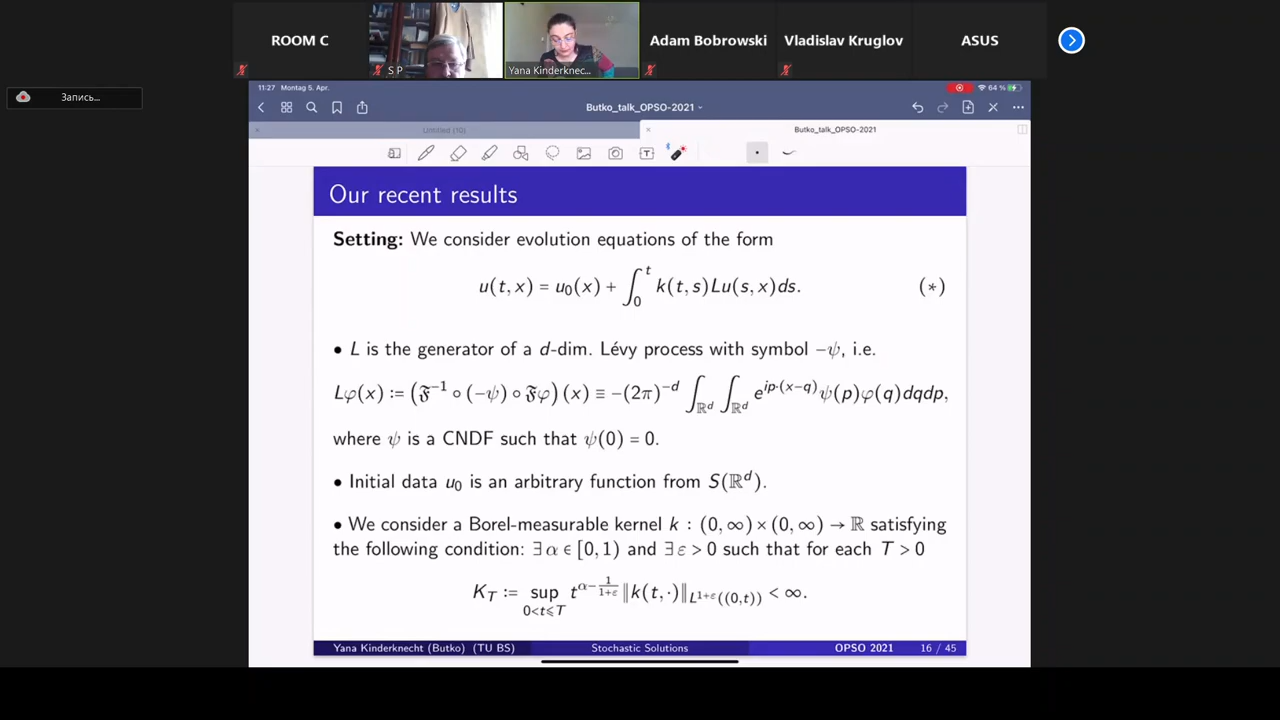 ROOM C
S P
Yana Kinderknec...
Adam Bobrowski
Vladislav Kruglov
ASUS
Запись...
11:27 Montag 5. Apr.
64 %
Butko_talk_OPSO-2021
Untitled (10)
Butko_talk_OPSO-2021
Our recent results
Setting: We consider evolution equations of the form
u(t, x) = u₀(x) + ∫₀ᵗ k(t, s)Lu(s, x)ds. (∗)
• L is the generator of a d-dim. Lévy process with symbol −ψ, i.e.
Lφ(x) := (𝔉⁻¹ ∘ (−ψ) ∘ 𝔉φ)(x) ≡ −(2π)⁻ᵈ ∫_{ℝᵈ} ∫_{ℝᵈ} e^{ip·(x−q)}ψ(p)φ(q)dqdp,
where ψ is a CNDF such that ψ(0) = 0.
• Initial data u₀ is an arbitrary function from S(ℝᵈ).
• We consider a Borel-measurable kernel k : (0, ∞) × (0, ∞) → ℝ satisfying
the following condition: ∃ α ∈ [0, 1) and ∃ ε > 0 such that for each T > 0
K_T := sup_{0<t⩽T} t^{α−\frac{1}{1+ε}} ‖k(t, ·)‖_{L^{1+ε}((0,t))} < ∞.
Yana Kinderknecht (Butko) (TU BS) Stochastic Solutions OPSO 2021 16 / 45